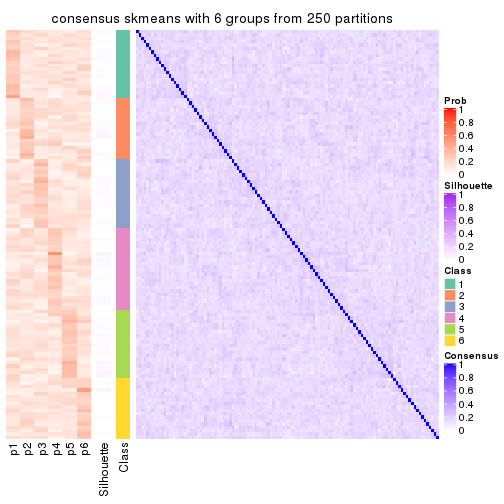 consensus skmeans with 6 groups from 250 partitions
p1
p2
p3
p4
p5
p6
Silhouette
Class
Prob
1
0.8
0.6
0.4
0.2
0
Silhouette
1
0.8
0.6
0.4
0.2
0
Class
1
2
3
4
5
6
Consensus
1
0.8
0.6
0.4
0.2
0